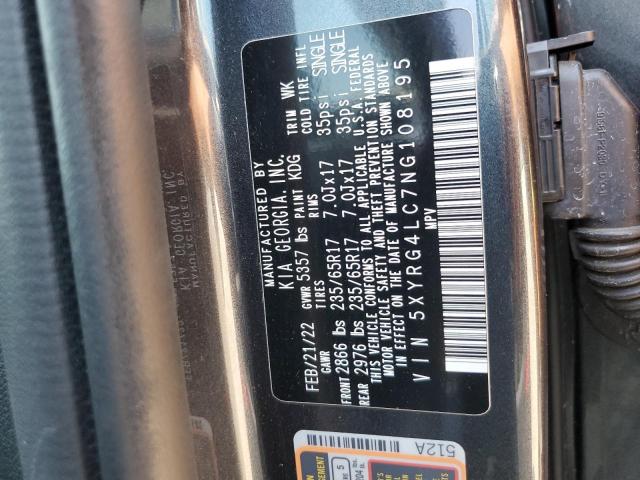 MANUFACTURED BY
KIA GEORGIA, INC.
FEB/21/22 GVWR 5357 lbs PAINT KDG TRIM WK
GAWR TIRES RIMS COLD TIRE INFL
FRONT 2866 lbs 235/65R17 7.0Jx17 35psi SINGLE
REAR 2976 lbs 235/65R17 7.0Jx17 35psi SINGLE
THIS VEHICLE CONFORMS TO ALL APPLICABLE U.S.A. FEDERAL
MOTOR VEHICLE SAFETY AND THEFT PREVENTION STANDARDS
IN EFFECT ON THE DATE OF MANUFACTURE SHOWN ABOVE
VIN 5XYRG4LC7NG108195
MPV
512A